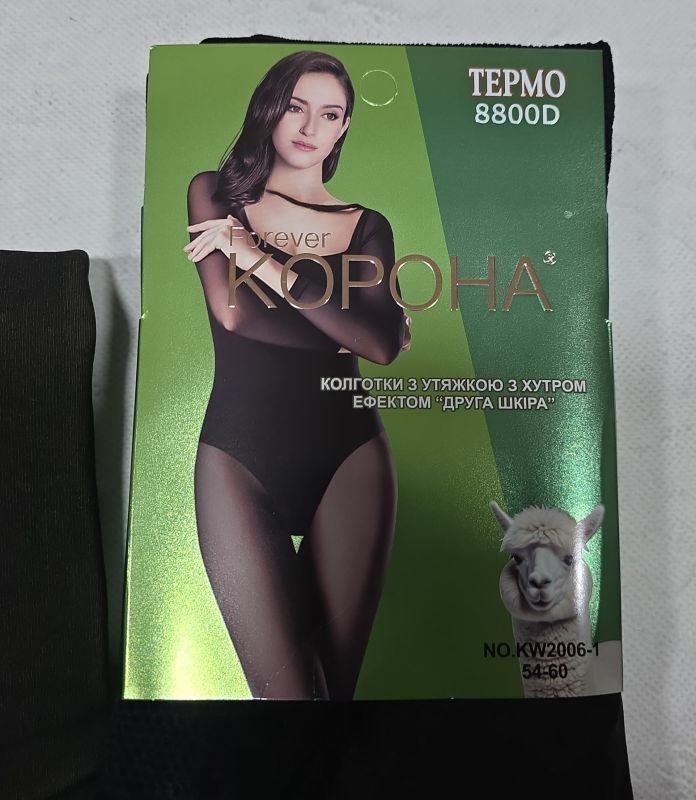 ТЕРМО
8800D
Forever
КОРОНА
КОЛГОТКИ З УТЯЖКОЮ З ХУТРОМ
ЕФЕКТОМ “ДРУГА ШКІРА”
NO.KW2006-1
54-60